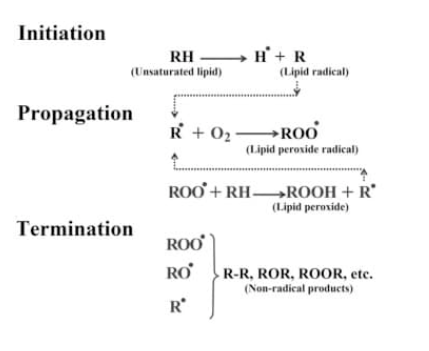 Initiation
RH ⟶ H• + R
(Unsaturated lipid) (Lipid radical)
Propagation
R• + O₂ ⟶ ROO•
(Lipid peroxide radical)
ROO• + RH ⟶ ROOH + R•
(Lipid peroxide)
Termination
ROO•
RO•
R•
R-R, ROR, ROOR, etc.
(Non-radical products)